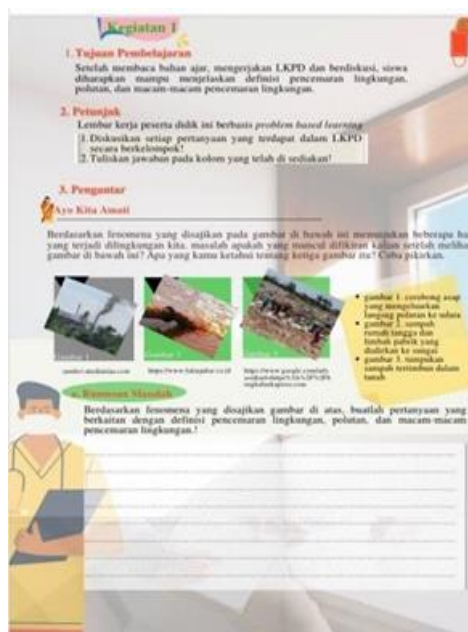 Kegiatan 1
1. Tujuan Pembelajaran
Setelah membaca bahan ajar, mengerjakan LKPD dan berdiskusi, siswa
diharapkan mampu menjelaskan definisi pencemaran lingkungan,
polutan, dan macam-macam pencemaran lingkungan.
2. Petunjuk
Lembar kerja peserta didik ini berbasis problem based learning
1. Diskusikan setiap pertanyaan yang terdapat dalam LKPD
secara berkelompok!
2. Tuliskan jawaban pada kolom yang telah di sediakan!
3. Pengantar
Ayo Kita Amati
Berdasarkan fenomena yang disajikan pada gambar di bawah ini menunjukan beberapa ha
yang terjadi dilingkungan kita. masalah apakah yang muncul difikiran kalian setelah meliha
gambar di bawah ini? Apa yang kamu ketahui tentang ketiga gambar itu? Coba pikirkan.
gambar 1. cerobong asap
yang mengeluarkan
langsung polutan ke udara
gambar 2. sampah
rumah tangga dan
limbah pabrik yang
dialirkan ke sungai
gambar 3. tumpukan
sampah tertimbun dalam
tanah
Gambar 1
a. Rumusan Masalah
Berdasarkan fenomena yang disajikan gambar di atas, buatlah pertanyaan yang
berkaitan dengan definisi pencemaran lingkungan, polutan, dan macam-macam
pencemaran lingkungan.!